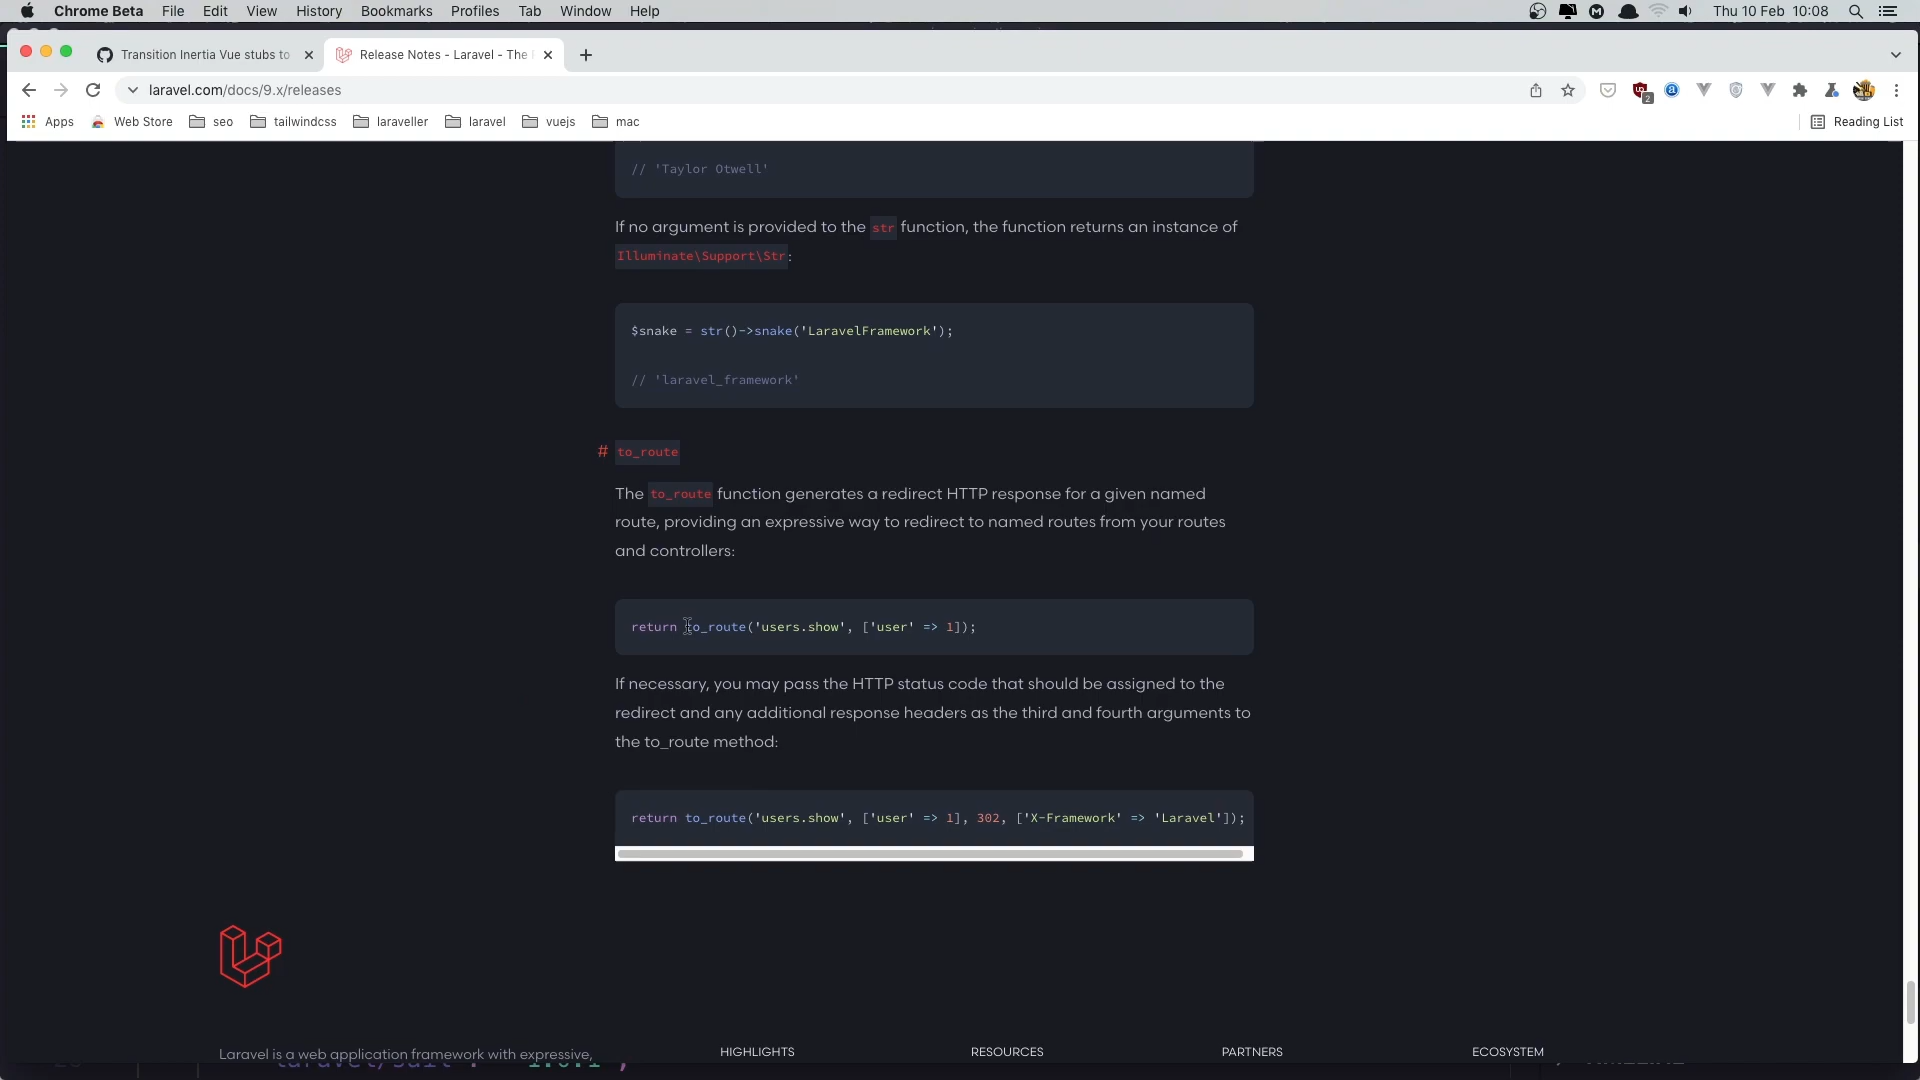 Chrome Beta File Edit View History Bookmarks Profiles Tab Window Help Thu 10 Feb 10:08
Transition Inertia Vue stubs to Release Notes - Laravel - The
laravel.com/docs/9.x/releases 2
Apps Web Store seo tailwindcss laraveller laravel vuejs mac Reading List
// 'Taylor Otwell'
If no argument is provided to the str function, the function returns an instance of
Illuminate\Support\Str:
$snake = str()->snake('LaravelFramework');
// 'laravel_framework'
# to_route
The to_route function generates a redirect HTTP response for a given named
route, providing an expressive way to redirect to named routes from your routes
and controllers:
return to_route('users.show', ['user' => 1]);
If necessary, you may pass the HTTP status code that should be assigned to the
redirect and any additional response headers as the third and fourth arguments to
the to_route method:
return to_route('users.show', ['user' => 1], 302, ['X-Framework' => 'Laravel']);
Laravel is a web application framework with expressive,
HIGHLIGHTS RESOURCES PARTNERS ECOSYSTEM